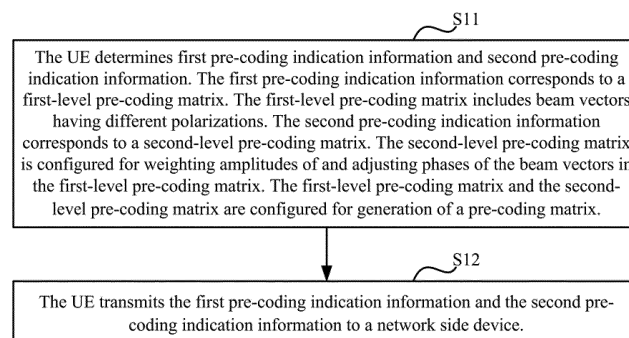 S11
The UE determines first pre-coding indication information and second pre-coding
indication information. The first pre-coding indication information corresponds to a
first-level pre-coding matrix. The first-level pre-coding matrix includes beam vectors
having different polarizations. The second pre-coding indication information
corresponds to a second-level pre-coding matrix. The second-level pre-coding matrix
is configured for weighting amplitudes of and adjusting phases of the beam vectors in
the first-level pre-coding matrix. The first-level pre-coding matrix and the second-
level pre-coding matrix are configured for generation of a pre-coding matrix.
S12
The UE transmits the first pre-coding indication information and the second pre-
coding indication information to a network side device.